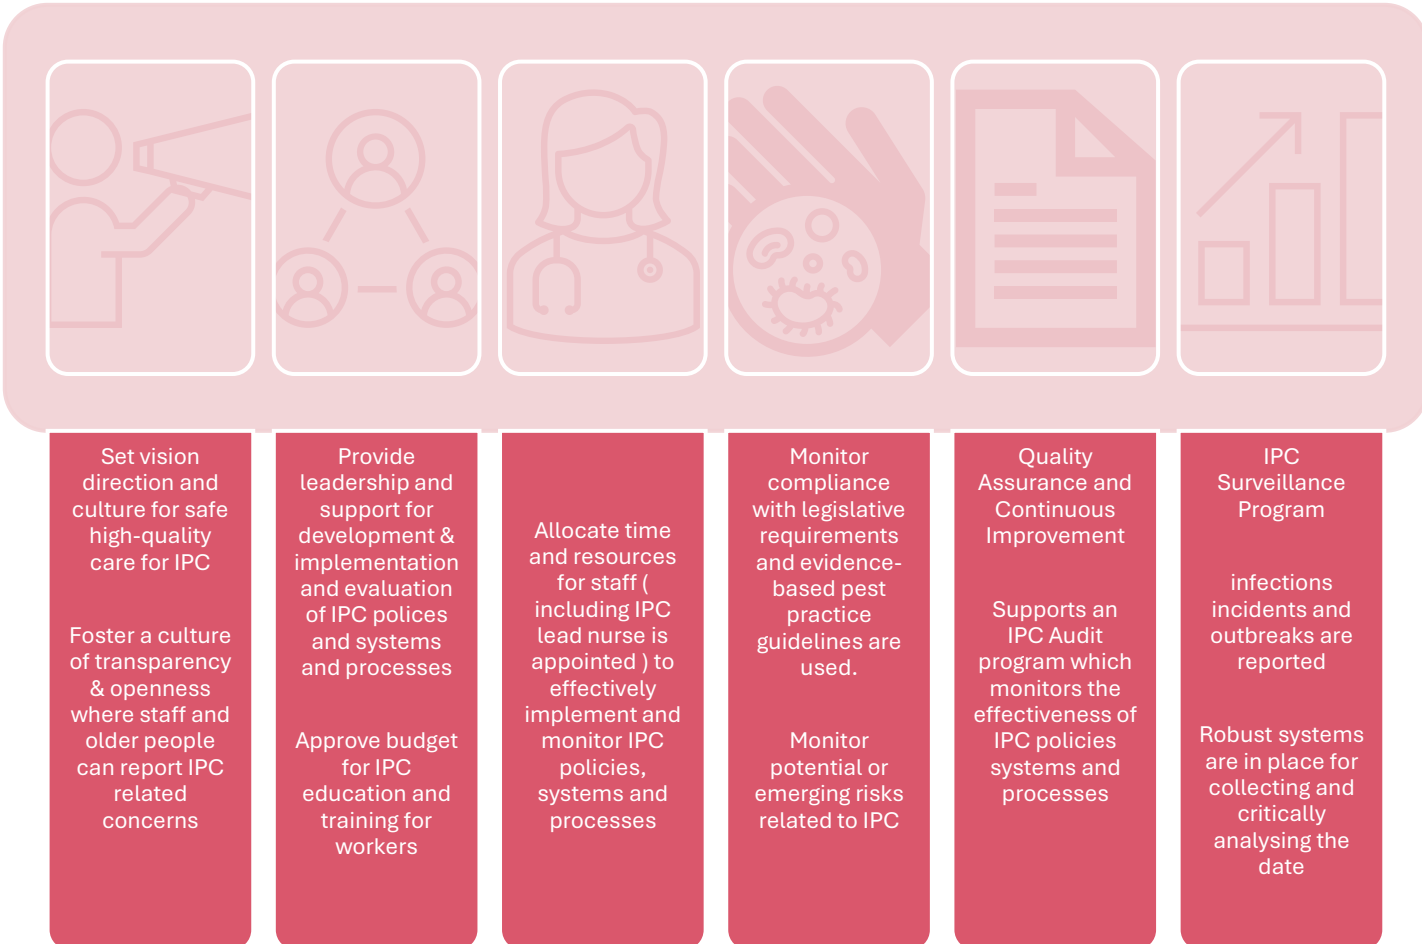 Set vision
direction and
culture for safe
high-quality
care for IPC
Foster a culture
of transparency
& openness
where staff and
older people
can report IPC
related
concerns
Provide
leadership and
support for
development &
implementation
and evaluation
of IPC polices
and systems
and processes
Approve budget
for IPC
education and
training for
workers
Allocate time
and resources
for staff (
including IPC
lead nurse is
appointed ) to
effectively
implement and
monitor IPC
policies,
systems and
processes
Monitor
compliance
with legislative
requirements
and evidence-
based pest
practice
guidelines are
used.
Monitor
potential or
emerging risks
related to IPC
Quality
Assurance and
Continuous
Improvement
Supports an
IPC Audit
program which
monitors the
effectiveness of
IPC policies
systems and
processes
IPC
Surveillance
Program
infections
incidents and
outbreaks are
reported
Robust systems
are in place for
collecting and
critically
analysing the
date